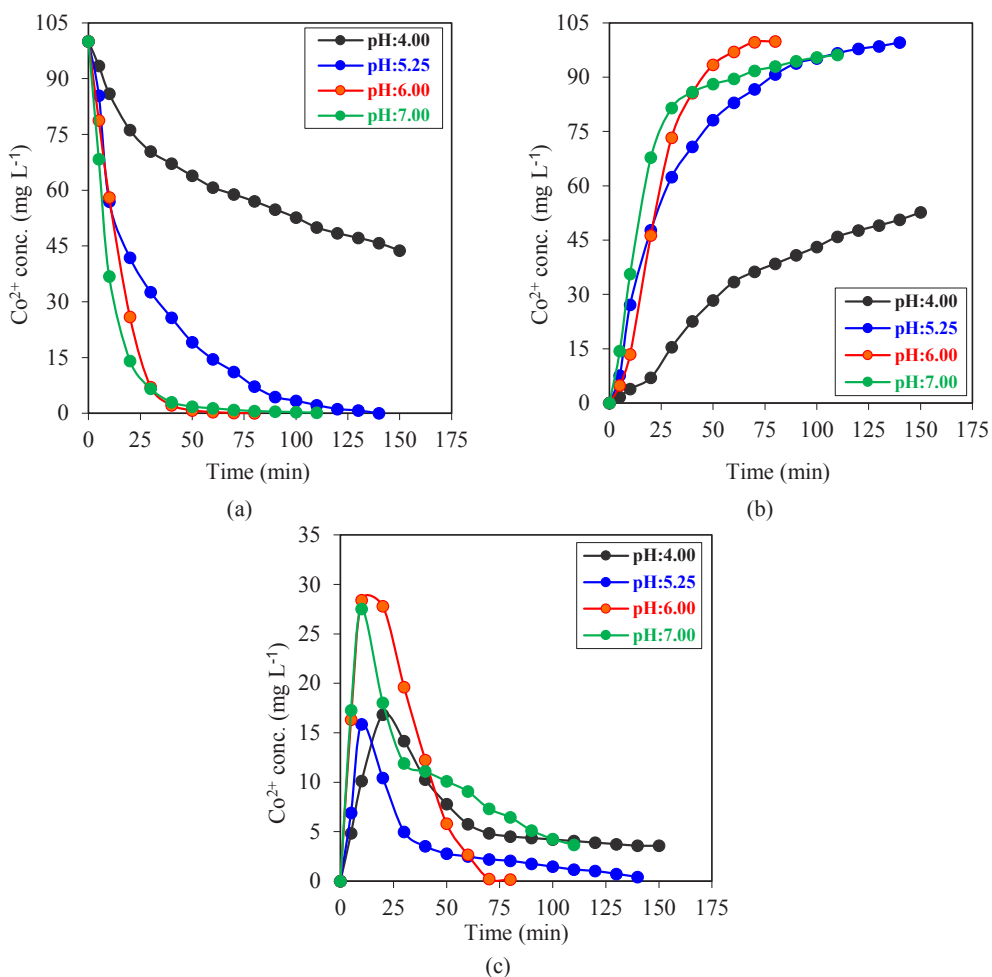 105
90
75
60
45
30
15
0
Co²⁺ conc. (mg L⁻¹)
pH:4.00
pH:5.25
pH:6.00
pH:7.00
0 25 50 75 100 125 150 175
Time (min)
(a)
105
90
75
60
45
30
15
0
Co²⁺ conc. (mg L⁻¹)
pH:4.00
pH:5.25
pH:6.00
pH:7.00
0 25 50 75 100 125 150 175
Time (min)
(b)
35
30
25
20
15
10
5
0
Co²⁺ conc. (mg L⁻¹)
pH:4.00
pH:5.25
pH:6.00
pH:7.00
0 25 50 75 100 125 150 175
Time (min)
(c)